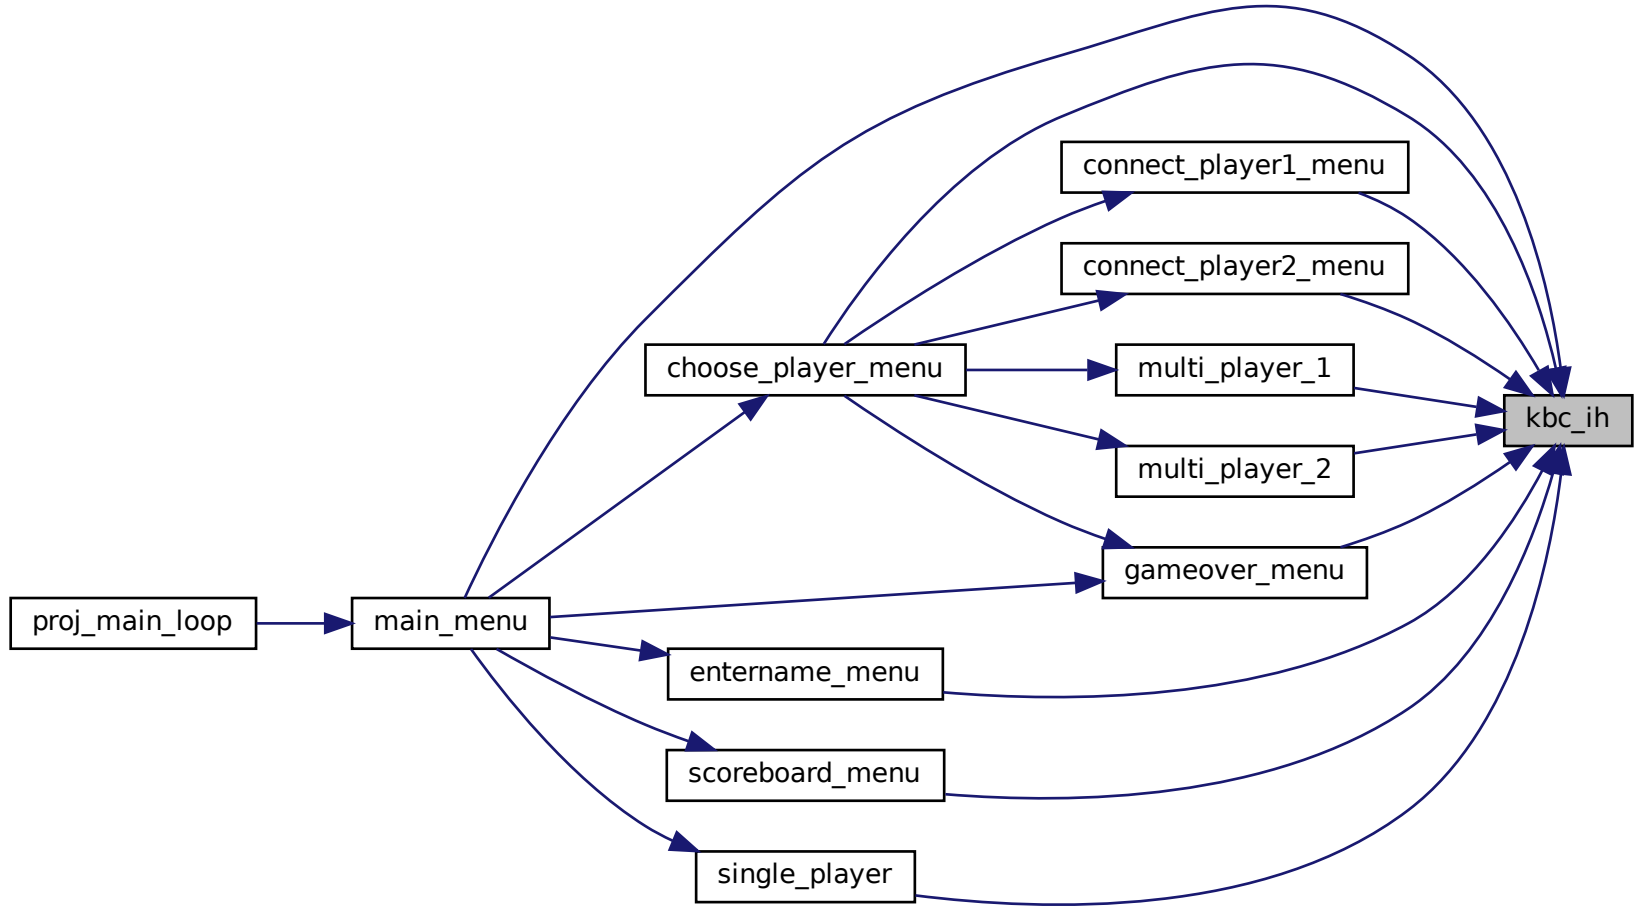 connect_player1_menu
connect_player2_menu
choose_player_menu
multi_player_1
kbc_ih
multi_player_2
gameover_menu
proj_main_loop
main_menu
entername_menu
scoreboard_menu
single_player